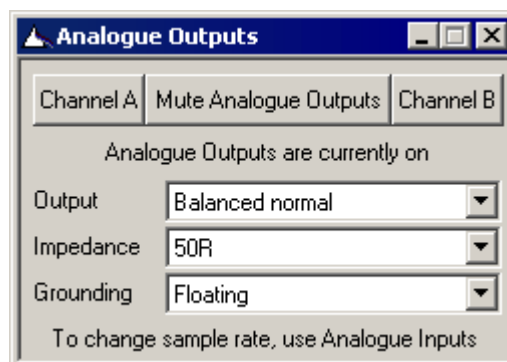 Analogue Outputs
Channel A Mute Analogue Outputs Channel B
Analogue Outputs are currently on
Output Balanced normal
Impedance 50R
Grounding Floating
To change sample rate, use Analogue Inputs